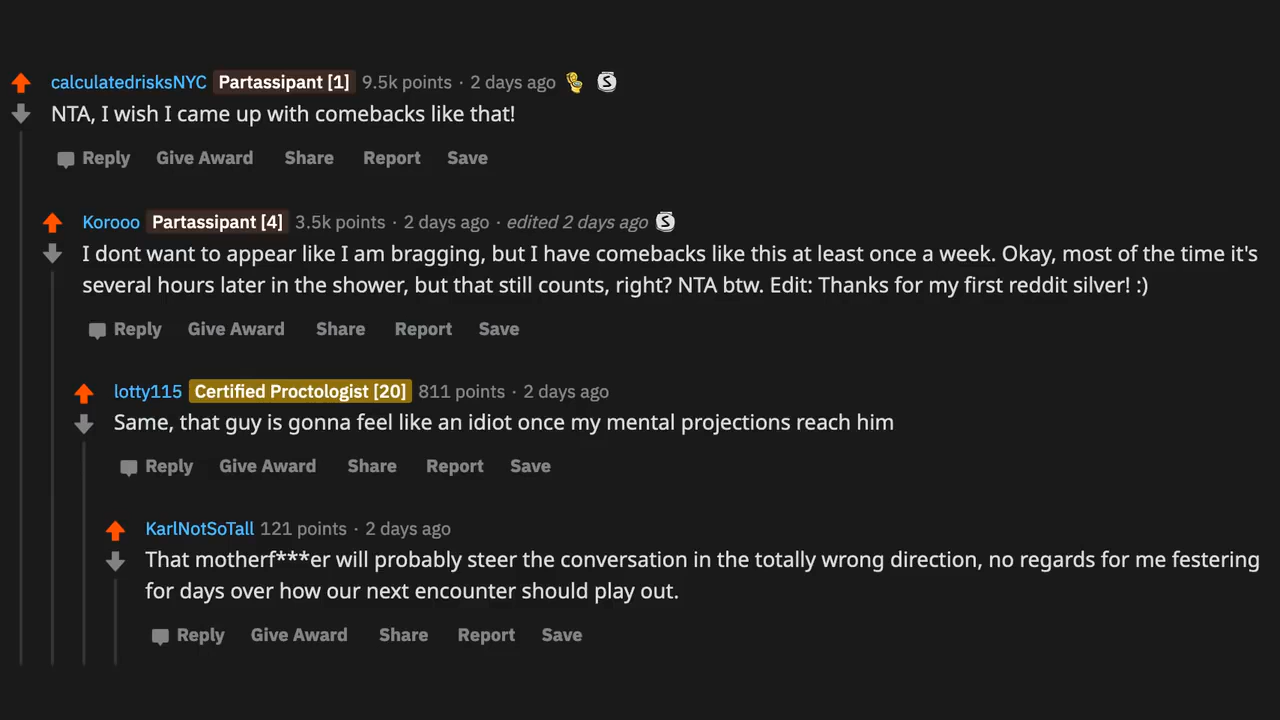 calculatedrisksNYC Partassipant [1] 9.5k points · 2 days ago S
NTA, I wish I came up with comebacks like that!
Reply Give Award Share Report Save
Korooo Partassipant [4] 3.5k points · 2 days ago · edited 2 days ago S
I dont want to appear like I am bragging, but I have comebacks like this at least once a week. Okay, most of the time it's
several hours later in the shower, but that still counts, right? NTA btw. Edit: Thanks for my first reddit silver! :)
Reply Give Award Share Report Save
lotty115 Certified Proctologist [20] 811 points · 2 days ago
Same, that guy is gonna feel like an idiot once my mental projections reach him
Reply Give Award Share Report Save
KarlNotSoTall 121 points · 2 days ago
That motherf***er will probably steer the conversation in the totally wrong direction, no regards for me festering
for days over how our next encounter should play out.
Reply Give Award Share Report Save